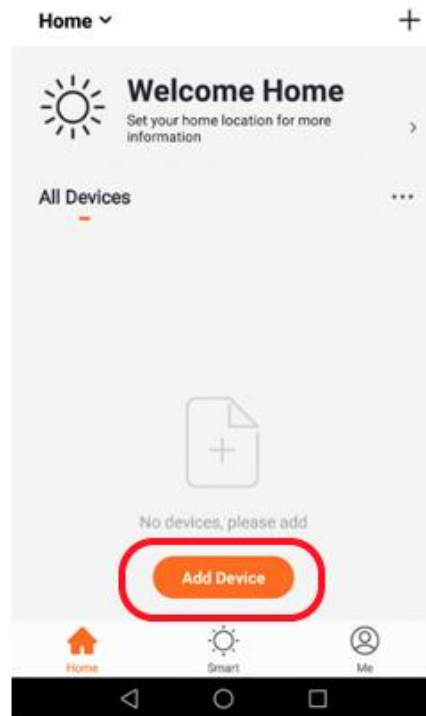 Home
Welcome Home
Set your home location for more
information
All Devices
No devices, please add
Add Device
Home
Smart
Me